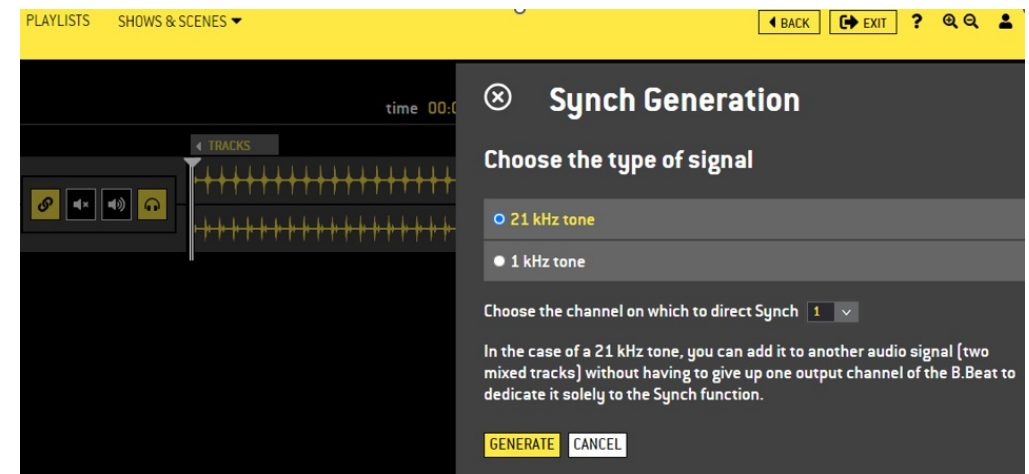 PLAYLISTS SHOWS & SCENES
BACK EXIT ?
time 00:0
TRACKS
Synch Generation
Choose the type of signal
21 kHz tone
1 kHz tone
Choose the channel on which to direct Synch 1
In the case of a 21 kHz tone, you can add it to another audio signal (two
mixed tracks) without having to give up one output channel of the B.Beat to
dedicate it solely to the Synch function.
GENERATE CANCEL